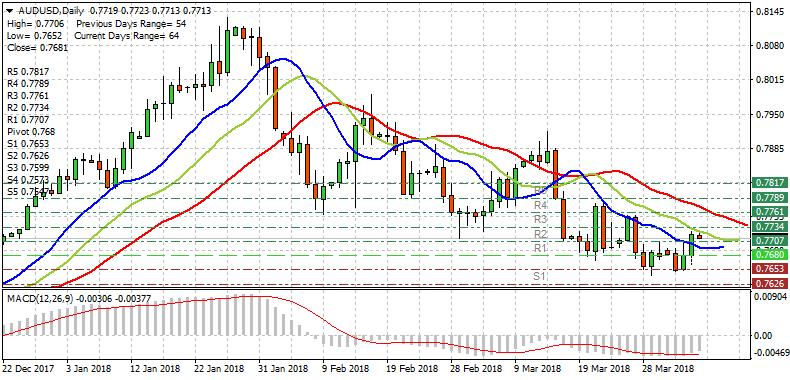 AUDUSD,Daily 0.7719 0.7723 0.7713 0.7713
High= 0.7706 Previous Days Range= 54
Low= 0.7652 Current Days Range= 64
Close= 0.7681
R5 0.7817
R4 0.7789
R3 0.7761
R2 0.7734
R1 0.7707
Pivot 0.768
S1 0.7653
S2 0.7626
S3 0.7599
S4 0.7573
S5
R4
R3
R2
R1
S1
0.8145
0.8080
0.8015
0.7950
0.7885
0.7817
0.7789
0.7761
0.7734
0.7707
0.7680
0.7653
0.7626
MACD(12,26,9) -0.00306 -0.00377
0.00904
0.00
-0.00469
22 Dec 2017 3 Jan 2018 12 Jan 2018 22 Jan 2018 31 Jan 2018 9 Feb 2018 19 Feb 2018 28 Feb 2018 9 Mar 2018 19 Mar 2018 28 Mar 2018